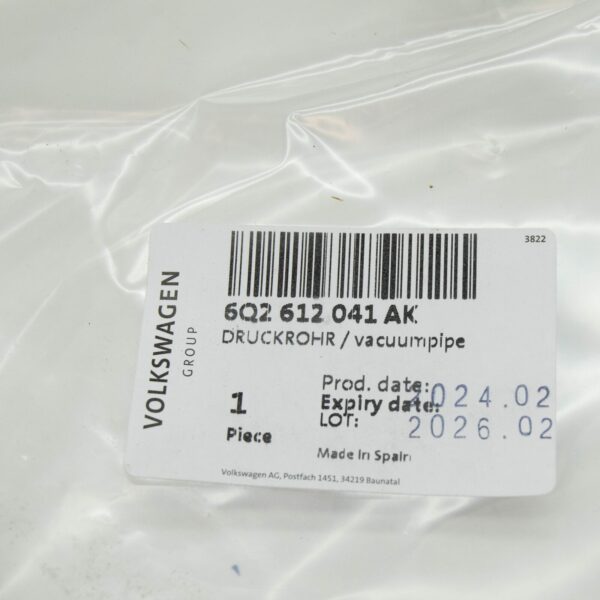 3822
VOLKSWAGEN
GROUP
6Q2 612 041 AK
DRUCKROHR / vacuumpipe
1
Piece
Prod. date: 2024.02
Expiry date:
LOT: 2026.02
Made in Spain
Volkswagen AG, Postfach 1451, 34219 Baunatal